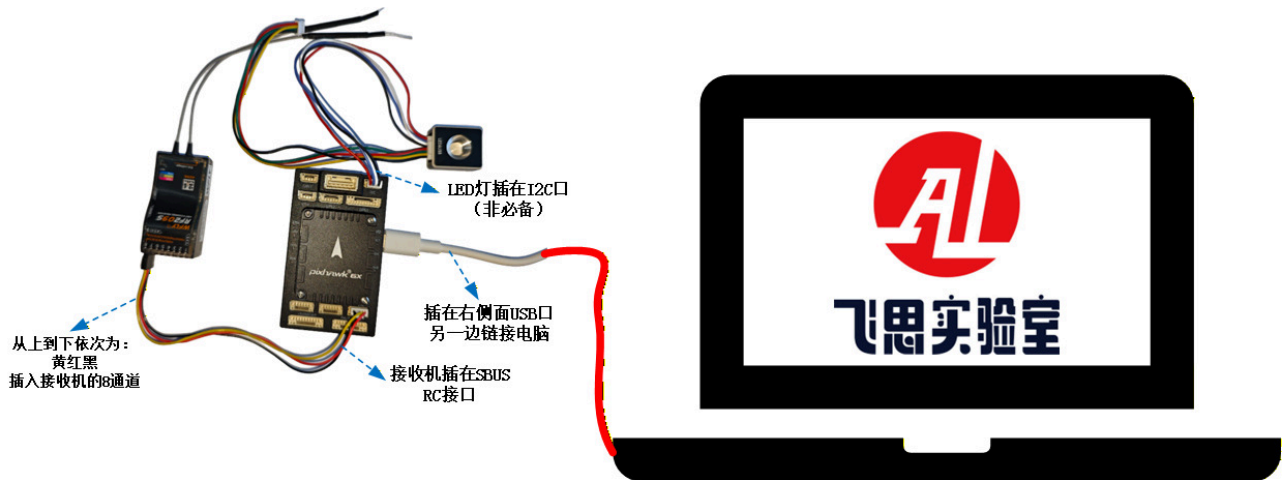 LED灯插在I2C口
（非必备）
pixhawk 6X
插在右侧面USB口
另一边链接电脑
从上到下依次为：
黄红黑
插入接收机的8通道
接收机插在SBUS
RC接口
AI
飞思实验室